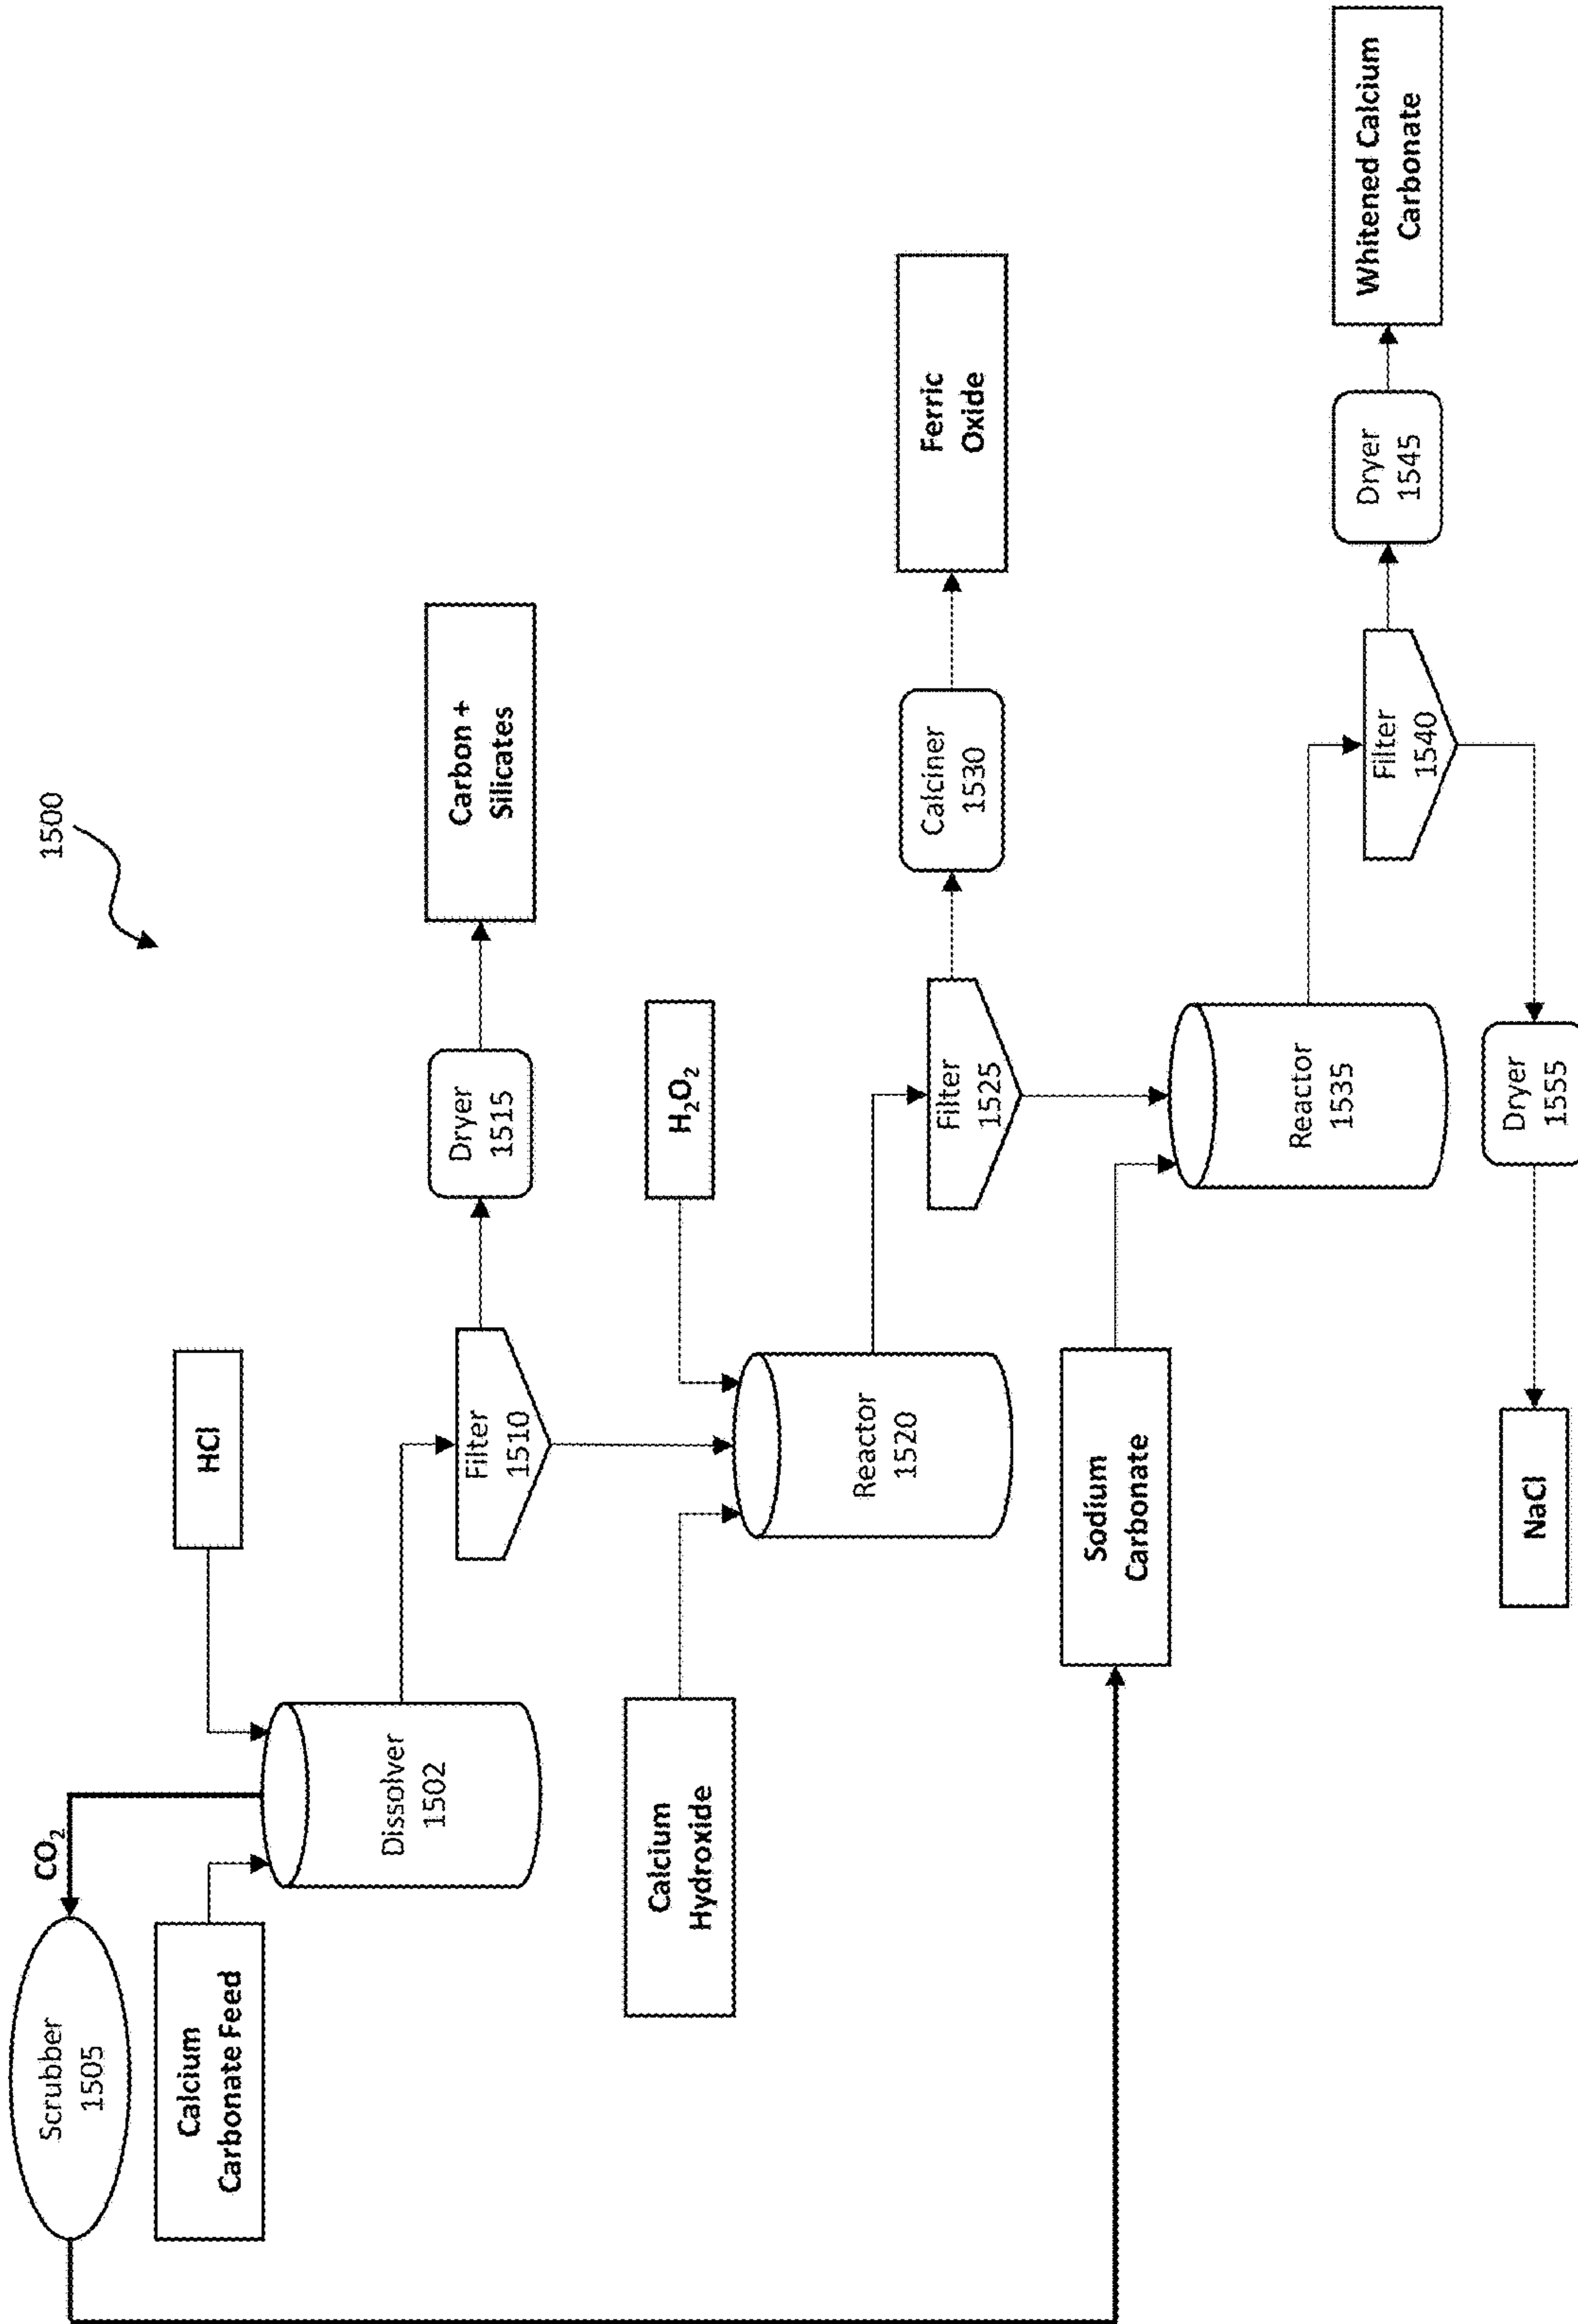 1500
CO₂
Scrubber
1505
HCl
Calcium
Carbonate Feed
Dissolver
1502
Filter
1510
Dryer
1515
Carbon +
Silicates
H₂O₂
Calcium
Hydroxide
Reactor
1520
Filter
1525
Calciner
1530
Ferric
Oxide
Sodium
Carbonate
Reactor
1535
Filter
1540
Dryer
1545
Whitened Calcium
Carbonate
Dryer
1555
NaCl